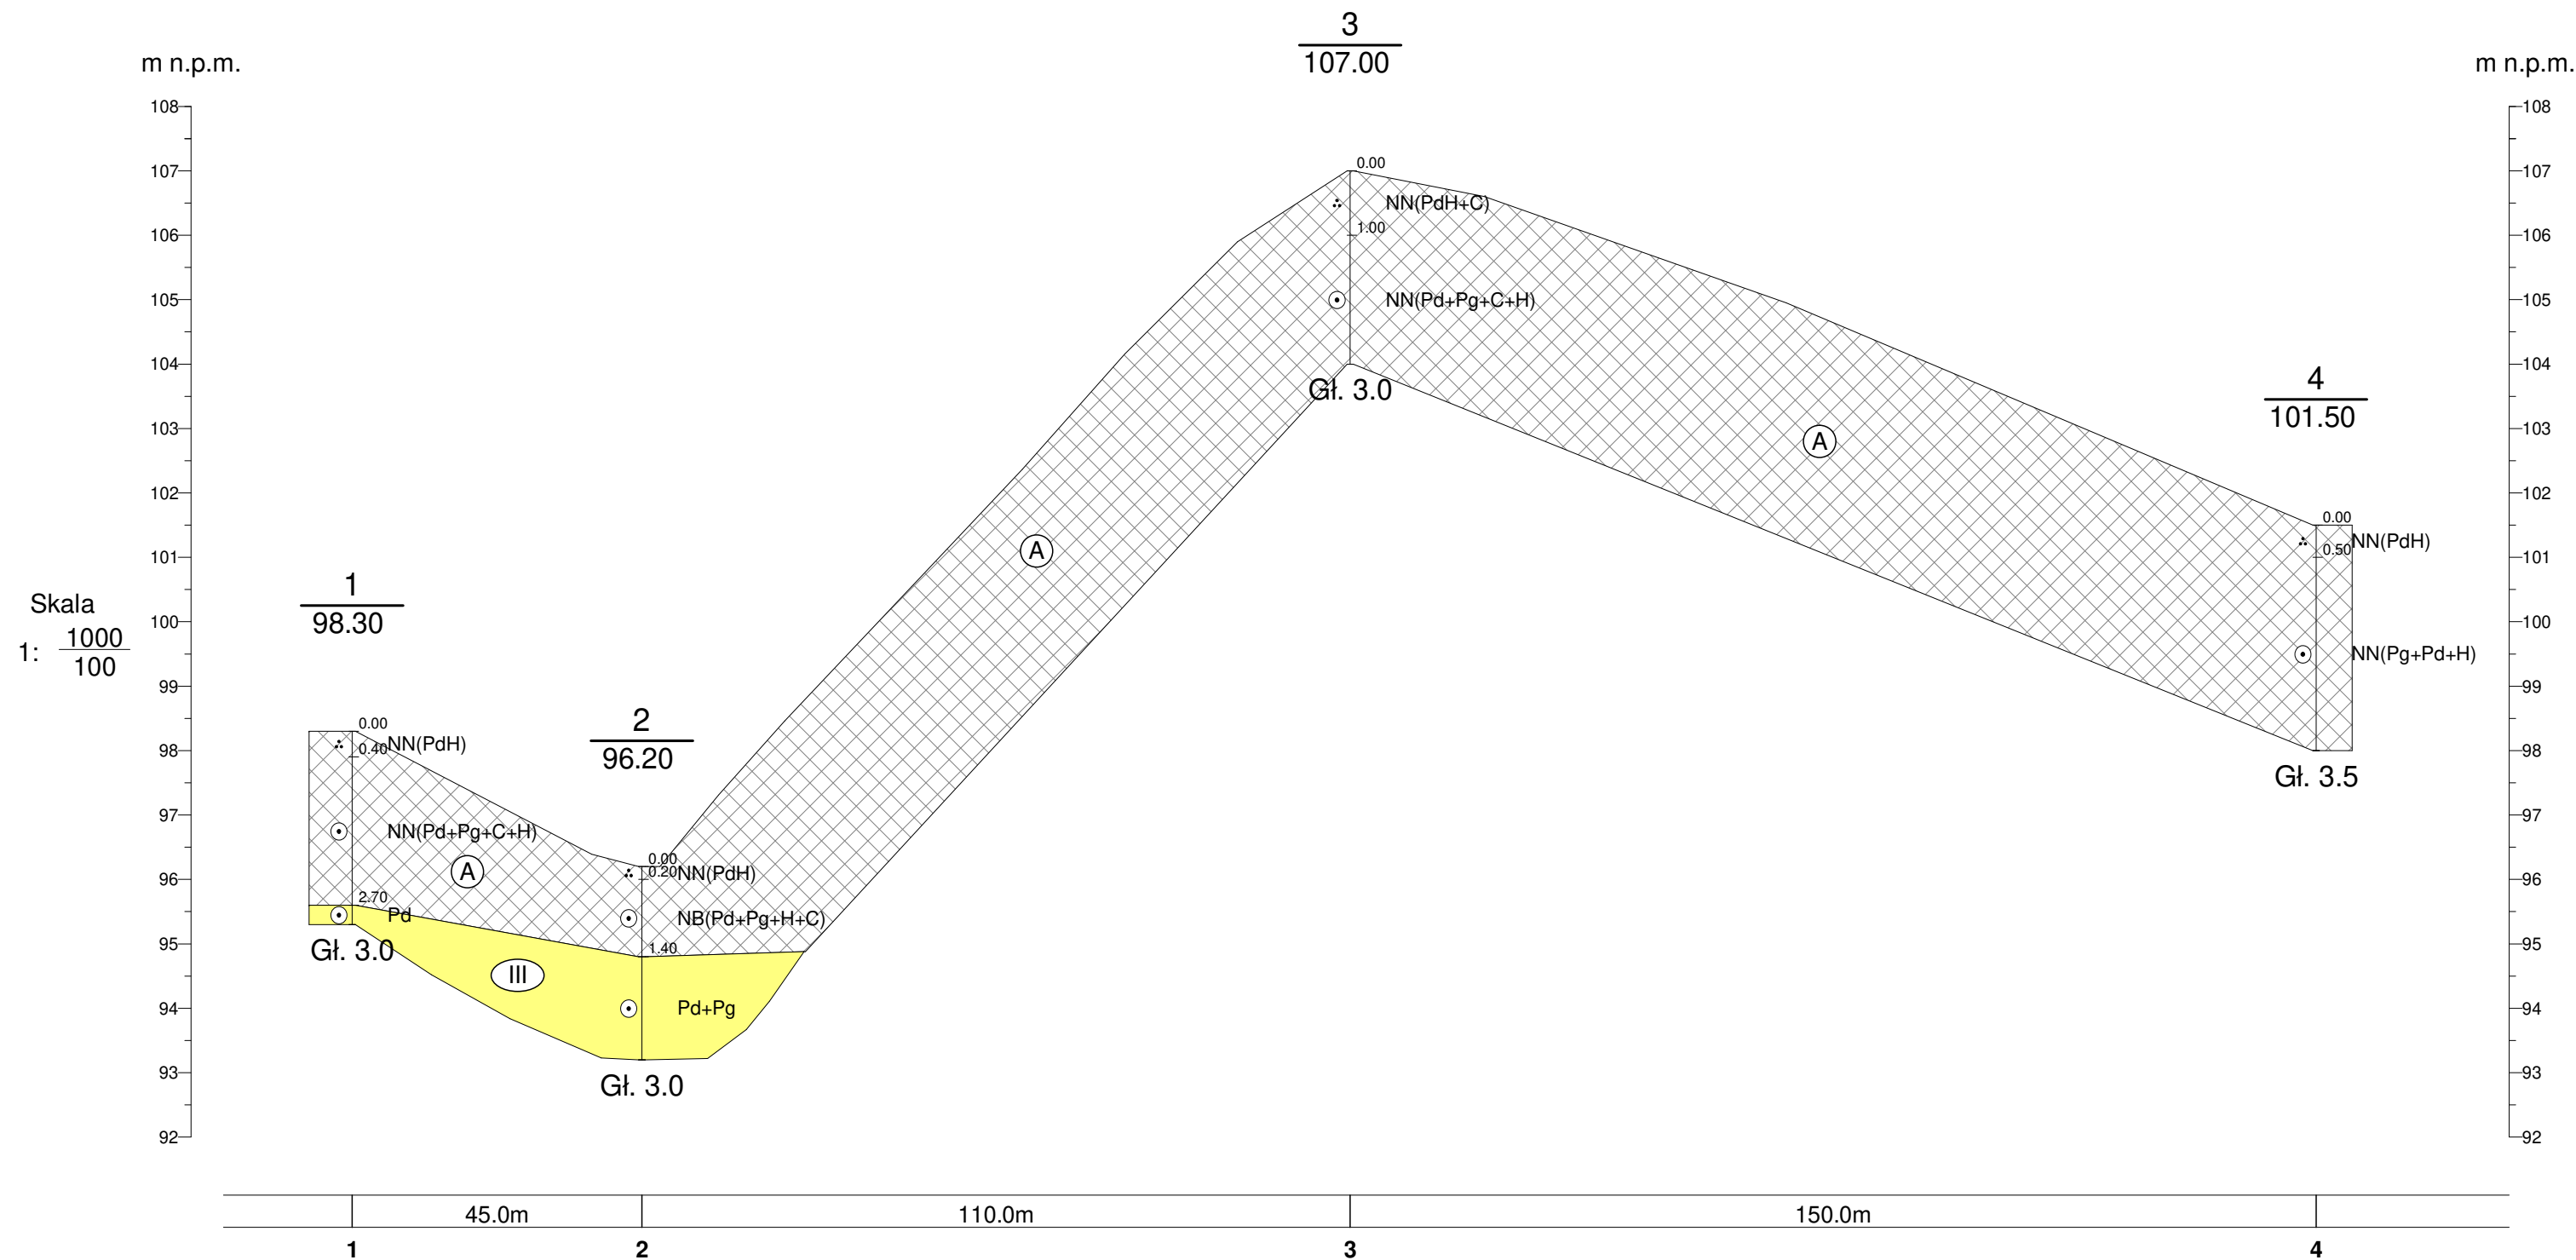 3
107.00
m n.p.m.
m n.p.m.
108
108
107
107
106
106
105
105
104
104
103
103
102
102
101
101
100
100
99
99
98
98
97
97
96
96
95
95
94
94
93
93
92
92
Skala
1: 1000
100
1
98.30
0.00
NN(PdH)
0.40
NN(Pd+Pg+C+H)
A
2.70
Pd
Gł. 3.0
III
2
96.20
0.00
0.20 NN(PdH)
NB(Pd+Pg+H+C)
1.40
Pd+Pg
Gł. 3.0
A
0.00
NN(PdH+C)
1.00
NN(Pd+Pg+C+H)
Gł. 3.0
A
4
101.50
0.00
NN(PdH)
0.50
NN(Pg+Pd+H)
Gł. 3.5
45.0m 110.0m 150.0m
1 2 3 4